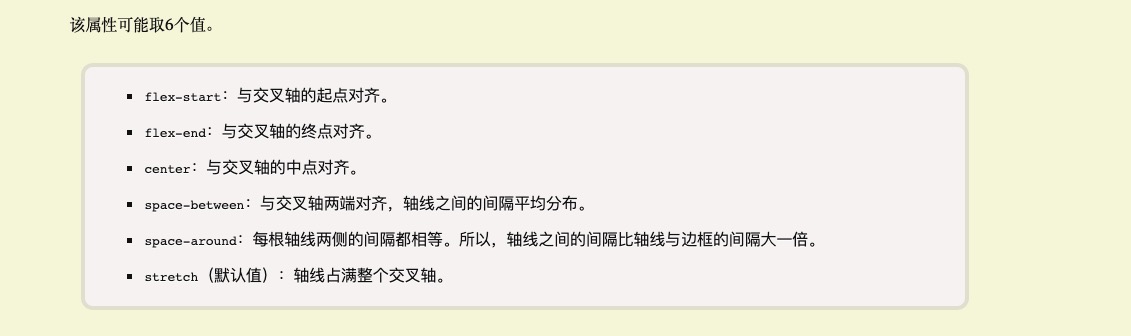 该属性可能取6个值。
flex-start：与交叉轴的起点对齐。
flex-end：与交叉轴的终点对齐。
center：与交叉轴的中点对齐。
space-between：与交叉轴两端对齐，轴线之间的间隔平均分布。
space-around：每根轴线两侧的间隔都相等。所以，轴线之间的间隔比轴线与边框的间隔大一倍。
stretch（默认值）：轴线占满整个交叉轴。